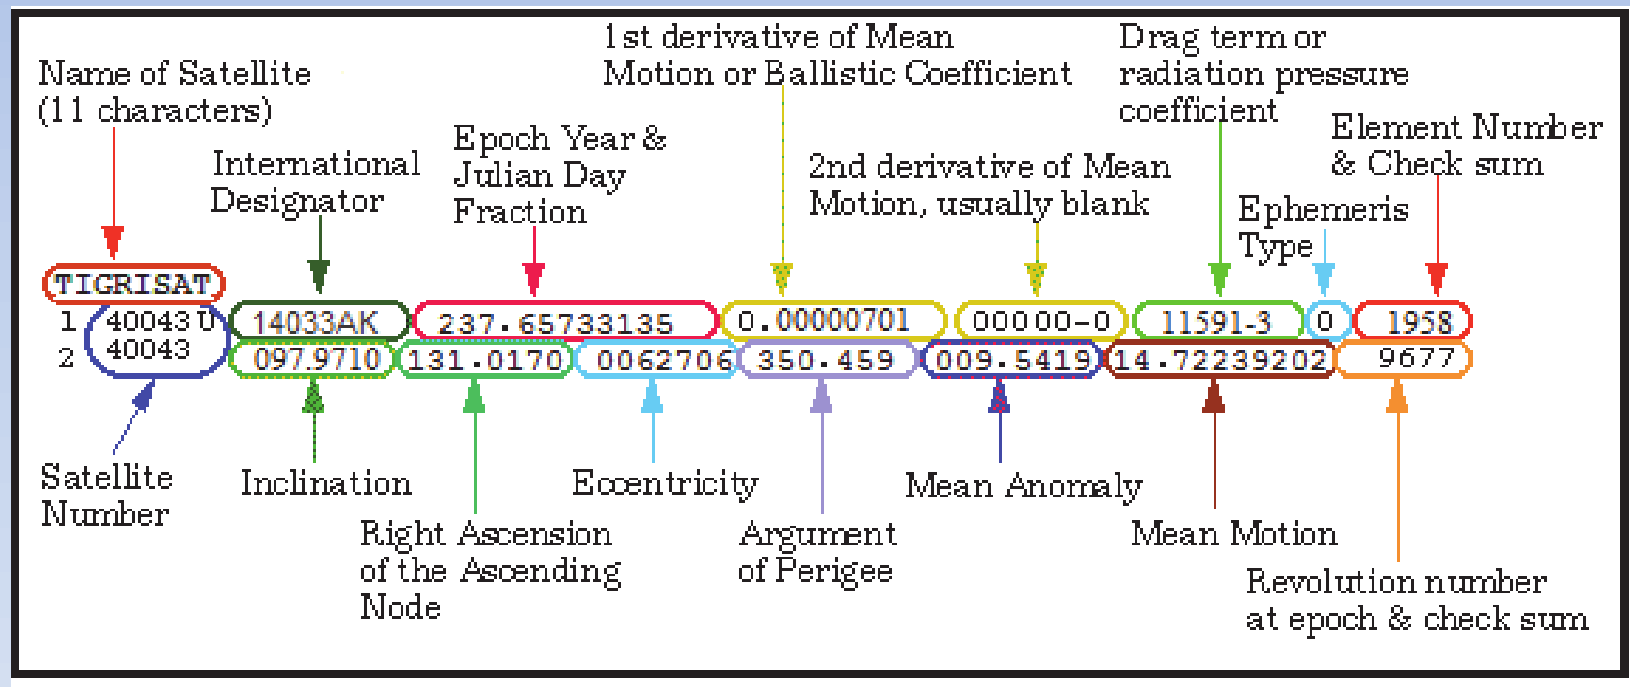 Name of Satellite
(11 characters)
International
Designator
Epoch Year &
Julian Day
Fraction
1st derivative of Mean
Motion or Ballistic Coefficient
2nd derivative of Mean
Motion, usually blank
Drag term or
radiation pressure
coefficient
Ephemeris
Type
Element Number
& Check sum
TIGRISAT
1 40043 U 14033AK 237.65733135 0.00000701 00000-0 11591-3 0 1958
2 40043 097.9710 131.0170 0062706 350.459 009.5419 14.72239202 9677
Satellite
Number
Inclination
Right Ascension
of the Ascending
Node
Eccentricity
Argument
of Perigee
Mean Anomaly
Mean Motion
Revolution number
at epoch & check sum